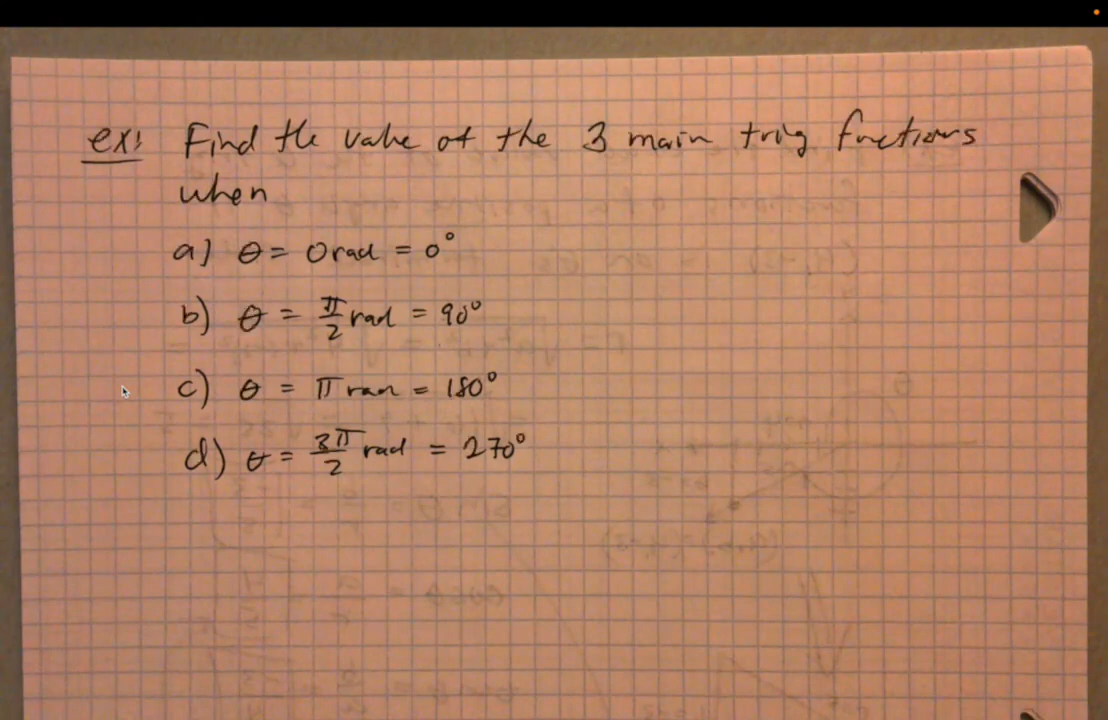 ex: Find the value of the 3 main trig functions
when
a) θ = 0 rad = 0°
b) θ = π/2 rad = 90°
c) θ = π rad = 180°
d) θ = 3π/2 rad = 270°